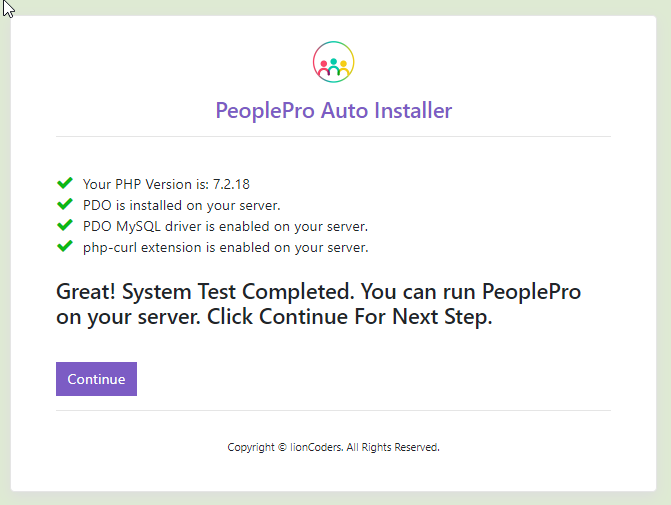 PeoplePro Auto Installer
Your PHP Version is: 7.2.18
PDO is installed on your server.
PDO MySQL driver is enabled on your server.
php-curl extension is enabled on your server.
Great! System Test Completed. You can run PeoplePro
on your server. Click Continue For Next Step.
Continue
Copyright © lionCoders. All Rights Reserved.